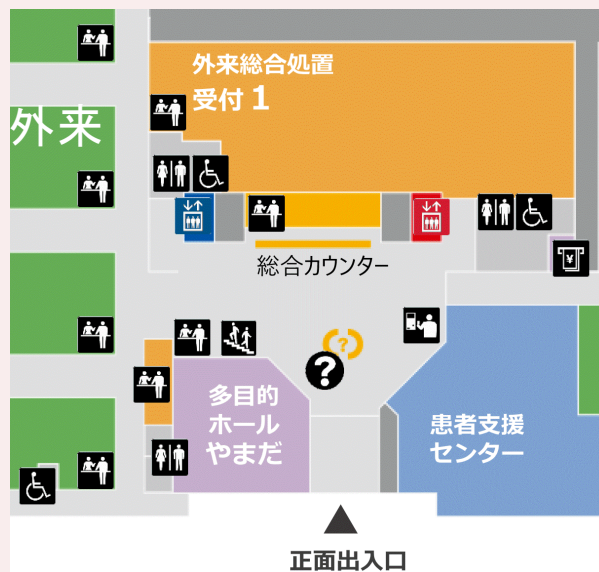 外来総合処置
受付 1
外来
総合カウンター
¥
?
?
多目的
ホール
やまだ
患者支援
センター
正面出入口